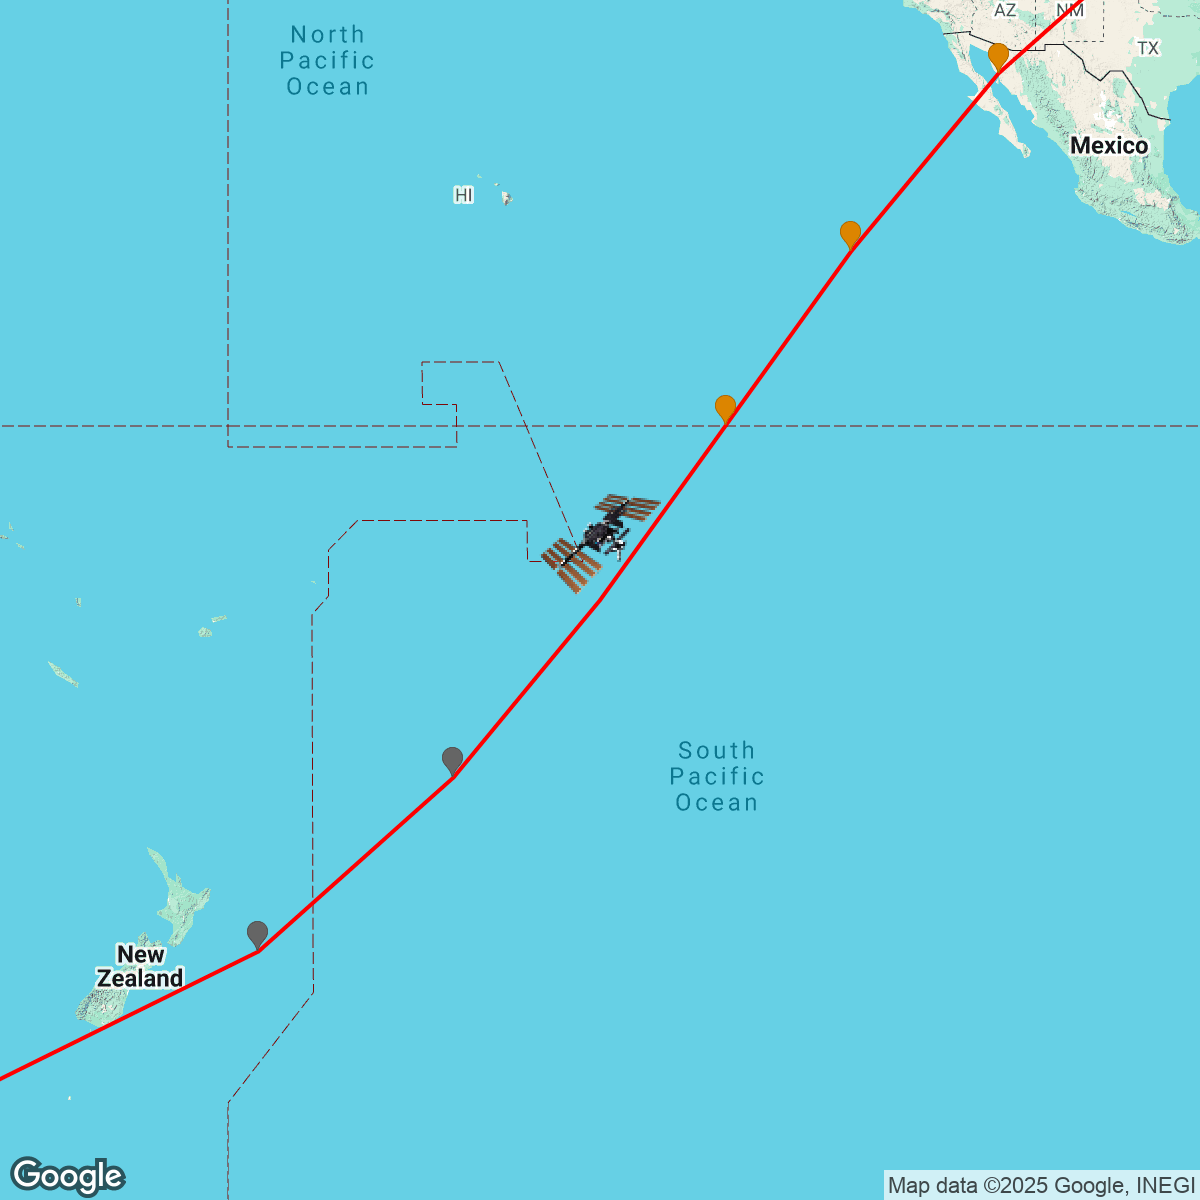 AZ
NM
TX
North
Pacific
Ocean
Mexico
HI
South
Pacific
Ocean
New
Zealand
Google
Map data ©2025 Google, INEGI